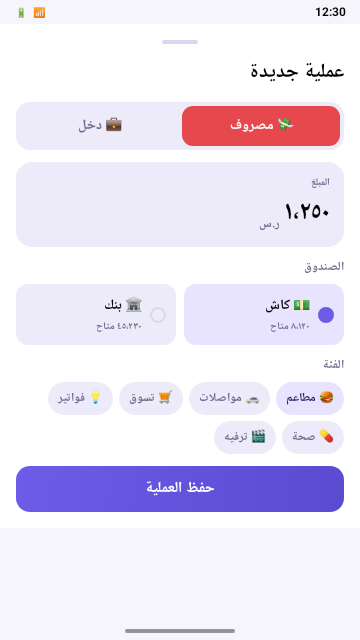 12:30
عملية جديدة
💸 مصروف
💼 دخل
المبلغ
١،٢٥٠ ر.س
الصندوق
💵 كاش
٨،١٢٠ متاح
🏦 بنك
٤٥،٢٣٠ متاح
الفئة
🍔 مطاعم 🚗 مواصلات 🛒 تسوق 💡 فواتير
💊 صحة 🎬 ترفيه
حفظ العملية